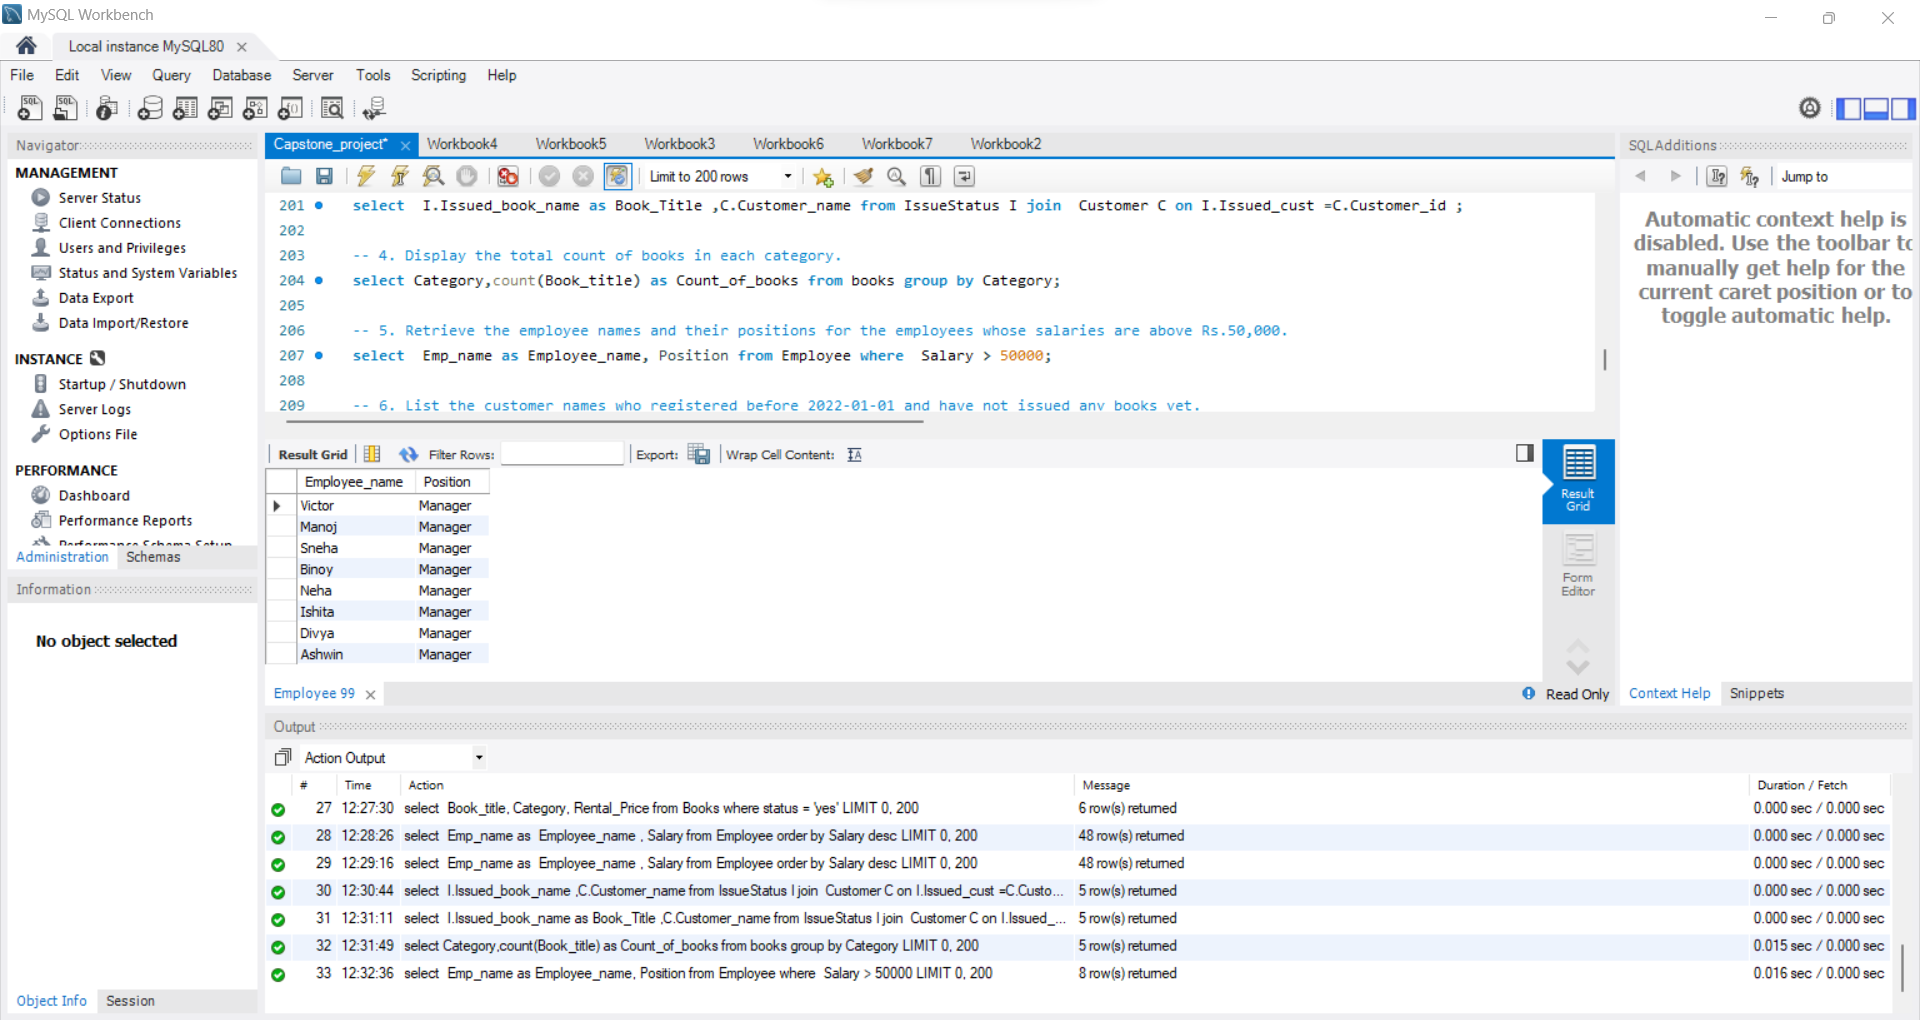 MySQL Workbench
Local instance MySQL80
File Edit View Query Database Server Tools Scripting Help
Navigator
MANAGEMENT
Server Status
Client Connections
Users and Privileges
Status and System Variables
Data Export
Data Import/Restore
INSTANCE
Startup / Shutdown
Server Logs
Options File
PERFORMANCE
Dashboard
Performance Reports
Performance Schema Setup
Administration Schemas
Information
No object selected
Object Info Session
Capstone_project* Workbook4 Workbook5 Workbook3 Workbook6 Workbook7 Workbook2
Limit to 200 rows
201 select I.Issued_book_name as Book_Title ,C.Customer_name from IssueStatus I join Customer C on I.Issued_cust =C.Customer_id ;
202
203 -- 4. Display the total count of books in each category.
204 select Category,count(Book_title) as Count_of_books from books group by Category;
205
206 -- 5. Retrieve the employee names and their positions for the employees whose salaries are above Rs.50,000.
207 select Emp_name as Employee_name, Position from Employee where Salary > 50000;
208
209 -- 6. List the customer names who registered before 2022-01-01 and have not issued any books yet.
Result Grid Filter Rows: Export: Wrap Cell Content:
Employee_name Position
Victor Manager
Manoj Manager
Sneha Manager
Binoy Manager
Neha Manager
Ishita Manager
Divya Manager
Ashwin Manager
Result
Grid
Form
Editor
Employee 99
Read Only
SQLAdditions
Jump to
Automatic context help is
disabled. Use the toolbar to
manually get help for the
current caret position or to
toggle automatic help.
Context Help Snippets
Output
Action Output
# Time Action Message Duration / Fetch
27 12:27:30 select Book_title, Category, Rental_Price from Books where status = 'yes' LIMIT 0, 200 6 row(s) returned 0.000 sec / 0.000 sec
28 12:28:26 select Emp_name as Employee_name , Salary from Employee order by Salary desc LIMIT 0, 200 48 row(s) returned 0.000 sec / 0.000 sec
29 12:29:16 select Emp_name as Employee_name , Salary from Employee order by Salary desc LIMIT 0, 200 48 row(s) returned 0.000 sec / 0.000 sec
30 12:30:44 select I.Issued_book_name ,C.Customer_name from IssueStatus I join Customer C on I.Issued_cust =C.Custo... 5 row(s) returned 0.000 sec / 0.000 sec
31 12:31:11 select I.Issued_book_name as Book_Title ,C.Customer_name from IssueStatus I join Customer C on I.Issued_... 5 row(s) returned 0.000 sec / 0.000 sec
32 12:31:49 select Category,count(Book_title) as Count_of_books from books group by Category LIMIT 0, 200 5 row(s) returned 0.015 sec / 0.000 sec
33 12:32:36 select Emp_name as Employee_name, Position from Employee where Salary > 50000 LIMIT 0, 200 8 row(s) returned 0.016 sec / 0.000 sec